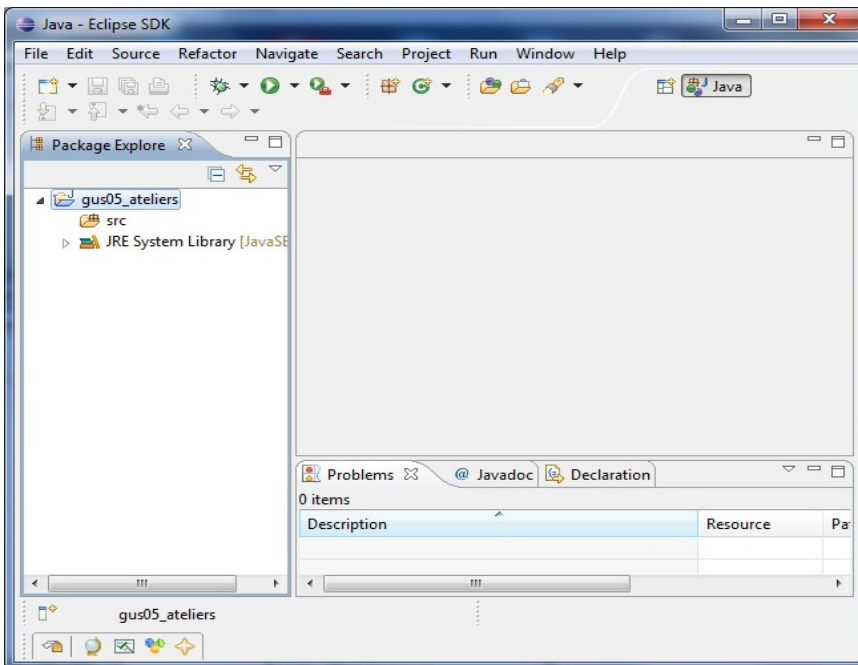 Java - Eclipse SDK
File Edit Source Refactor Navigate Search Project Run Window Help
Java
Package Explore
gus05_ateliers
src
JRE System Library [JavaSE
Problems @ Javadoc Declaration
0 items
Description Resource Pa
gus05_ateliers